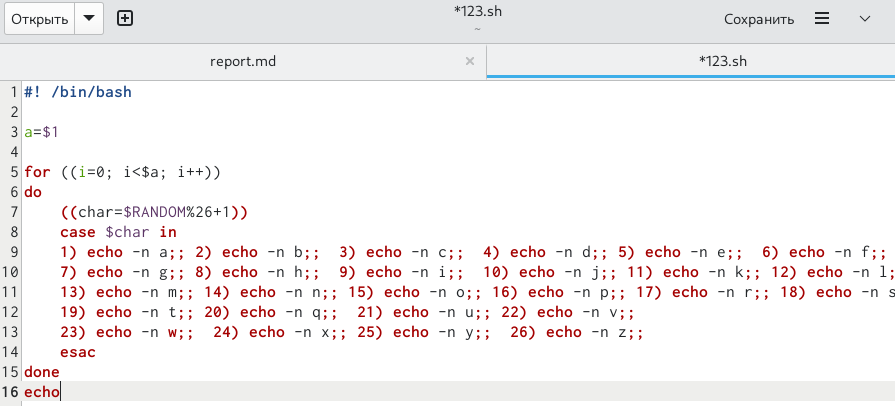 Открыть
*123.sh
~
Сохранить
report.md
*123.sh
1 #! /bin/bash
2
3 a=$1
4
5 for ((i=0; i<$a; i++))
6 do
7     ((char=$RANDOM%26+1))
8     case $char in
9     1) echo -n a;; 2) echo -n b;;  3) echo -n c;;  4) echo -n d;; 5) echo -n e;;  6) echo -n f;;
10     7) echo -n g;; 8) echo -n h;;  9) echo -n i;;  10) echo -n j;; 11) echo -n k;; 12) echo -n l;
11     13) echo -n m;; 14) echo -n n;; 15) echo -n o;; 16) echo -n p;; 17) echo -n r;; 18) echo -n s
12     19) echo -n t;; 20) echo -n q;;  21) echo -n u;; 22) echo -n v;;
13     23) echo -n w;;  24) echo -n x;; 25) echo -n y;;  26) echo -n z;;
14     esac
15 done
16 echo